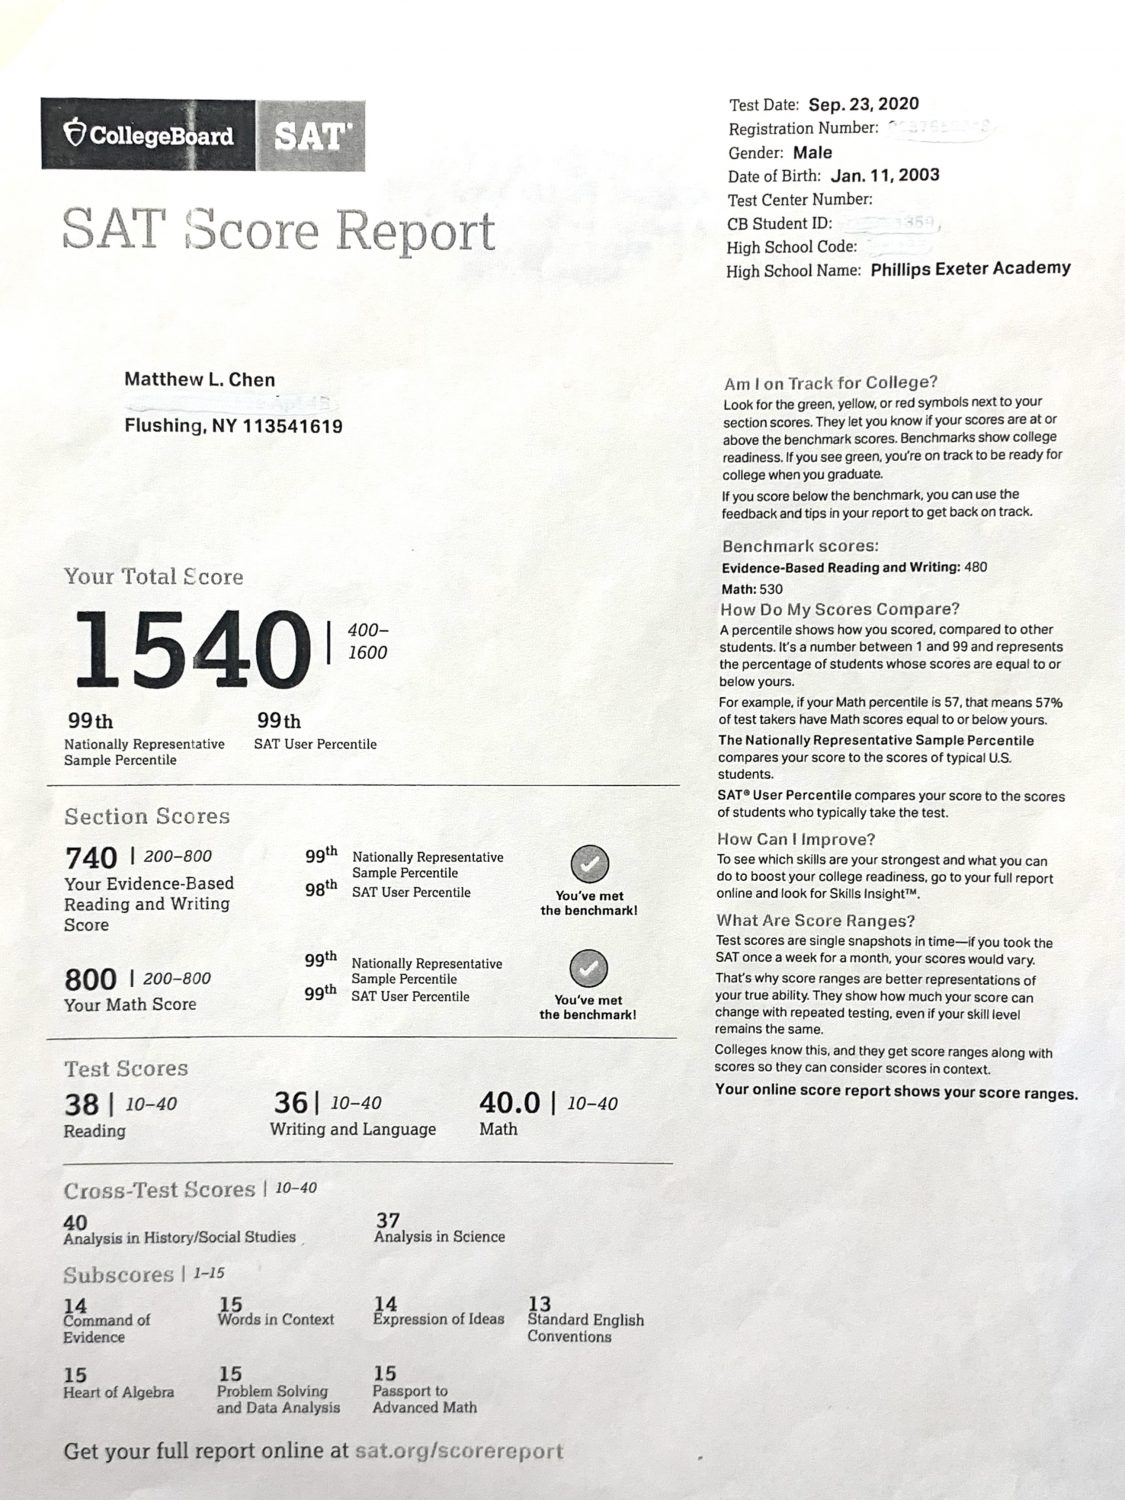 CollegeBoard SAT®
SAT Score Report
Test Date: Sep. 23, 2020
Registration Number:
Gender: Male
Date of Birth: Jan. 11, 2003
Test Center Number:
CB Student ID:
High School Code:
High School Name: Phillips Exeter Academy
Matthew L. Chen
Flushing, NY 113541619
Your Total Score
1540 | 400–
1600
99th
Nationally Representative
Sample Percentile
99th
SAT User Percentile
Section Scores
740 | 200–800
Your Evidence-Based
Reading and Writing
Score
99th Nationally Representative
Sample Percentile
98th SAT User Percentile
You've met
the benchmark!
800 | 200–800
Your Math Score
99th Nationally Representative
Sample Percentile
99th SAT User Percentile
You've met
the benchmark!
Test Scores
38 | 10–40
Reading
36 | 10–40
Writing and Language
40.0 | 10–40
Math
Cross-Test Scores | 10–40
40
Analysis in History/Social Studies
37
Analysis in Science
Subscores | 1–15
14
Command of
Evidence
15
Words in Context
14
Expression of Ideas
13
Standard English
Conventions
15
Heart of Algebra
15
Problem Solving
and Data Analysis
15
Passport to
Advanced Math
Get your full report online at sat.org/scorereport
Am I on Track for College?
Look for the green, yellow, or red symbols next to your
section scores. They let you know if your scores are at or
above the benchmark scores. Benchmarks show college
readiness. If you see green, you're on track to be ready for
college when you graduate.
If you score below the benchmark, you can use the
feedback and tips in your report to get back on track.
Benchmark scores:
Evidence-Based Reading and Writing: 480
Math: 530
How Do My Scores Compare?
A percentile shows how you scored, compared to other
students. It's a number between 1 and 99 and represents
the percentage of students whose scores are equal to or
below yours.
For example, if your Math percentile is 57, that means 57%
of test takers have Math scores equal to or below yours.
The Nationally Representative Sample Percentile
compares your score to the scores of typical U.S.
students.
SAT® User Percentile compares your score to the scores
of students who typically take the test.
How Can I Improve?
To see which skills are your strongest and what you can
do to boost your college readiness, go to your full report
online and look for Skills Insight™.
What Are Score Ranges?
Test scores are single snapshots in time—if you took the
SAT once a week for a month, your scores would vary.
That's why score ranges are better representations of
your true ability. They show how much your score can
change with repeated testing, even if your skill level
remains the same.
Colleges know this, and they get score ranges along with
scores so they can consider scores in context.
Your online score report shows your score ranges.